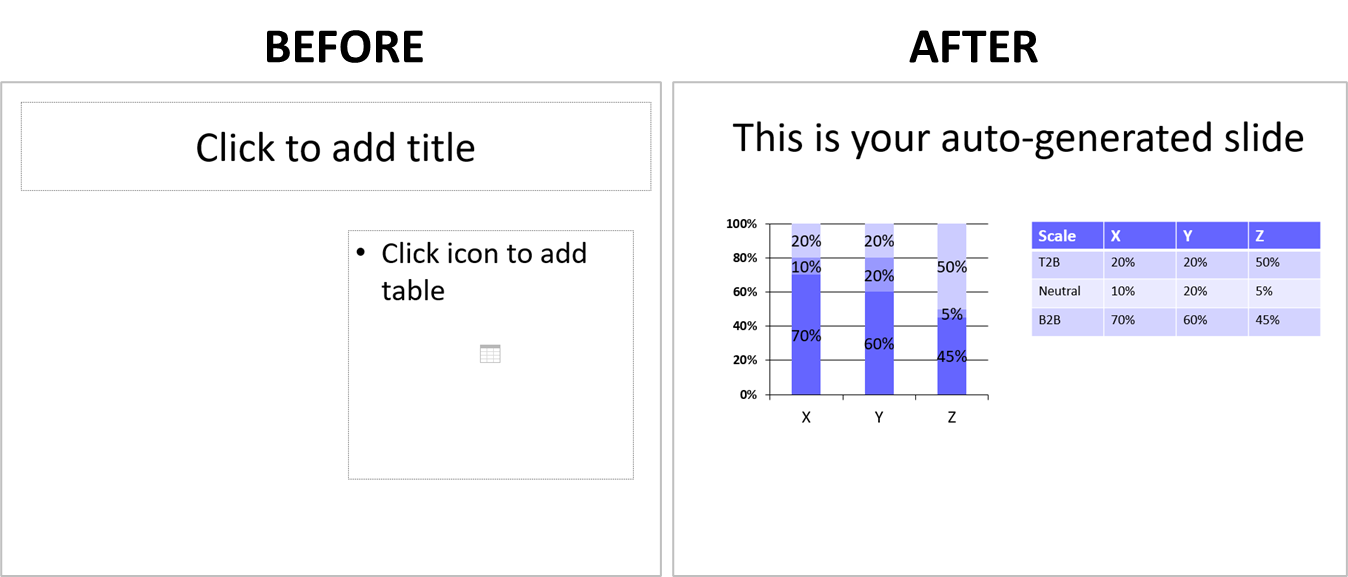 BEFORE
AFTER
Click to add title
• Click icon to add
table
This is your auto-generated slide
100%
80%
60%
40%
20%
0%
20%
10%
70%
20%
20%
60%
50%
5%
45%
X Y Z
Scale X Y Z
T2B 20% 20% 50%
Neutral 10% 20% 5%
B2B 70% 60% 45%